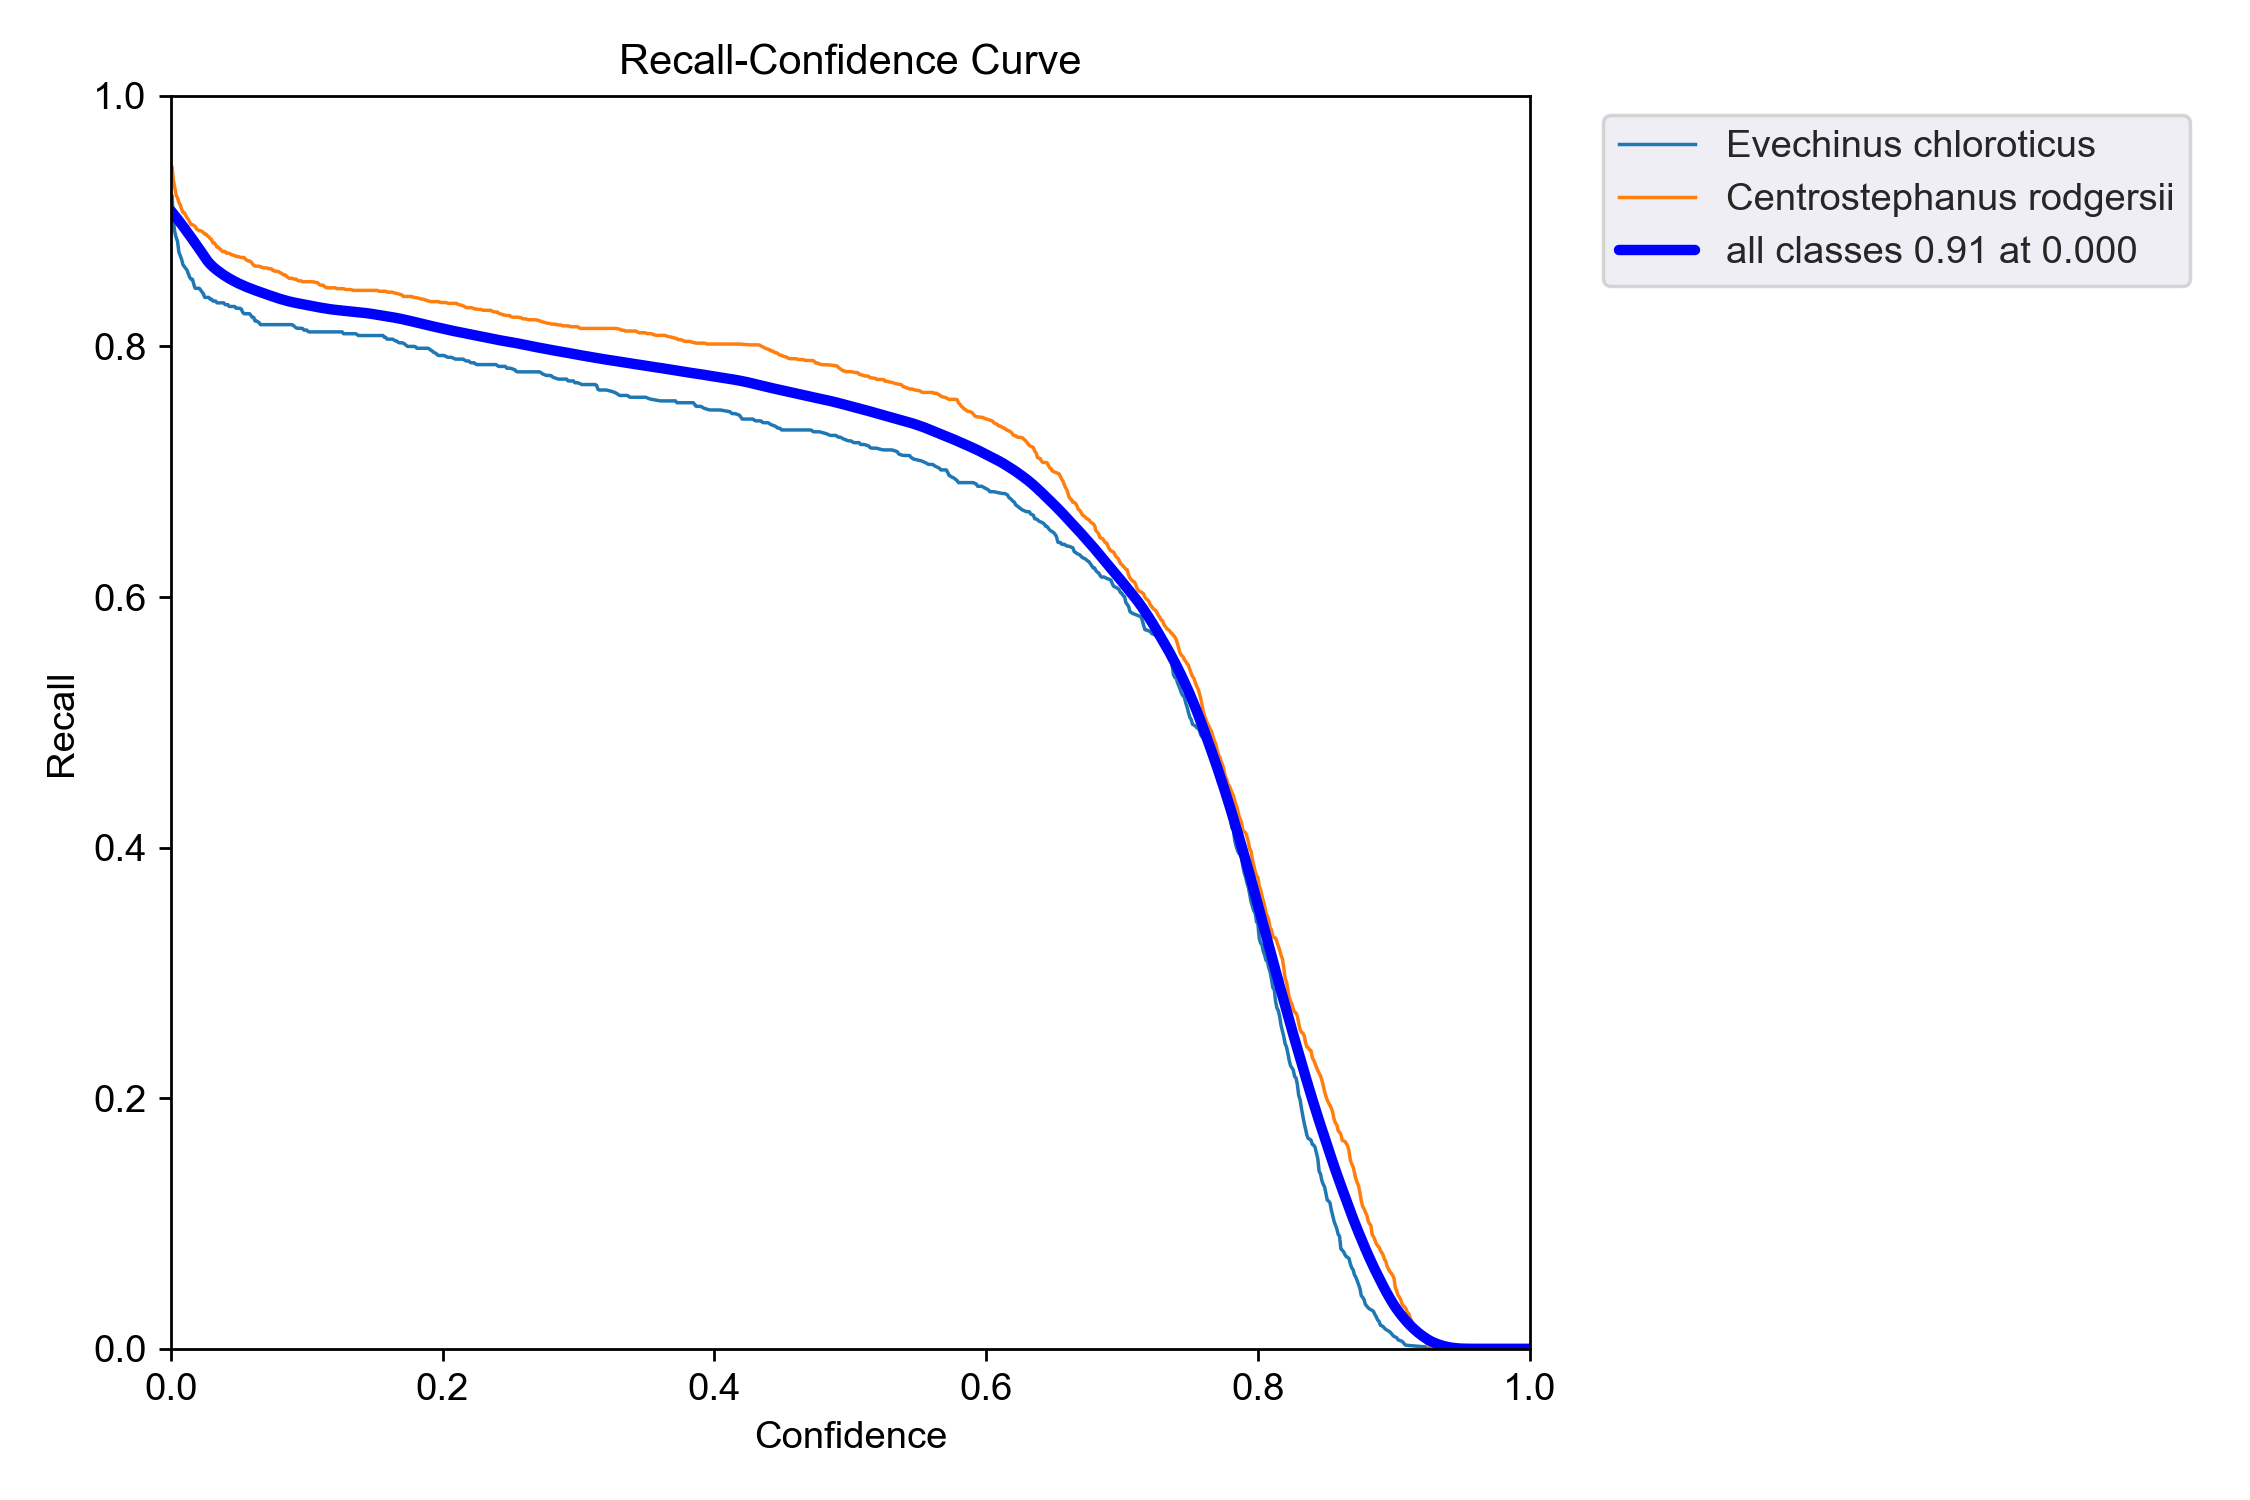 Recall-Confidence Curve
1.0
0.8
0.6
0.4
0.2
0.0
Recall
0.0 0.2 0.4 0.6 0.8 1.0
Confidence
Evechinus chloroticus
Centrostephanus rodgersii
all classes 0.91 at 0.000